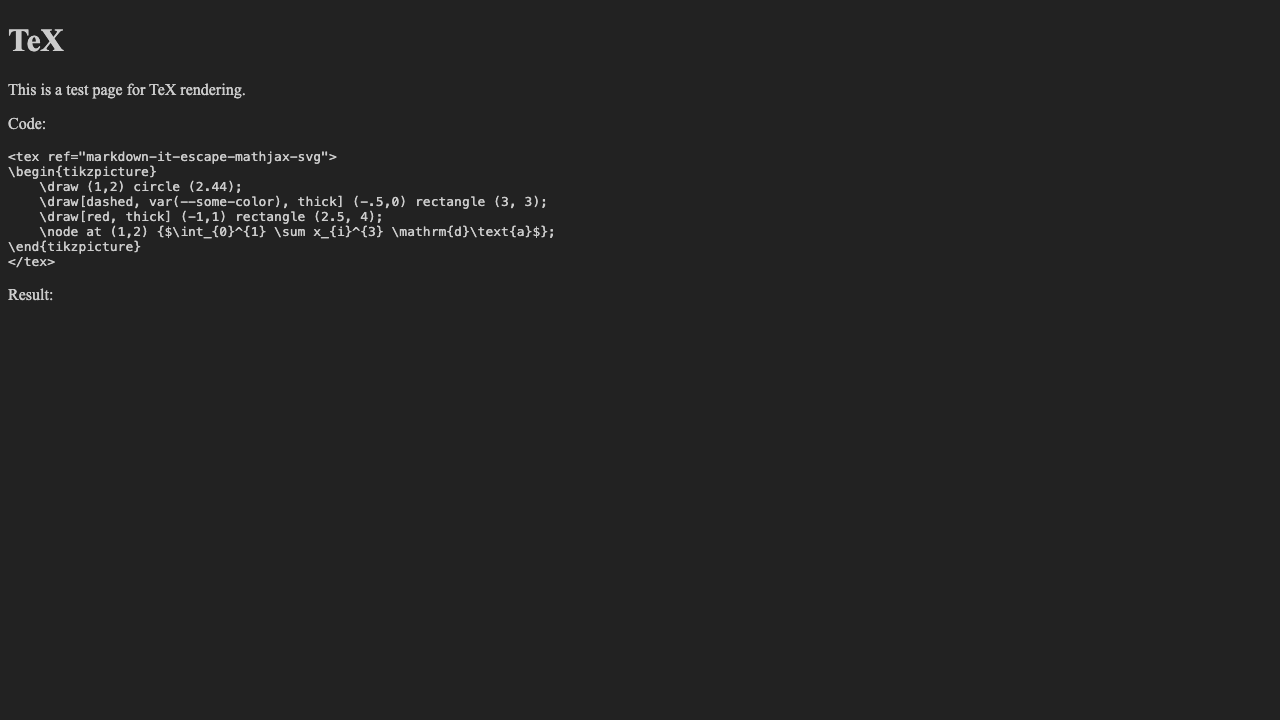 TeX
This is a test page for TeX rendering.
Code:
<tex ref="markdown-it-escape-mathjax-svg">
\begin{tikzpicture}
    \draw (1,2) circle (2.44);
    \draw[dashed, var(--some-color), thick] (-.5,0) rectangle (3, 3);
    \draw[red, thick] (-1,1) rectangle (2.5, 4);
    \node at (1,2) {$\int_{0}^{1} \sum x_{i}^{3} \mathrm{d}\text{a}$};
\end{tikzpicture}
</tex>
Result: